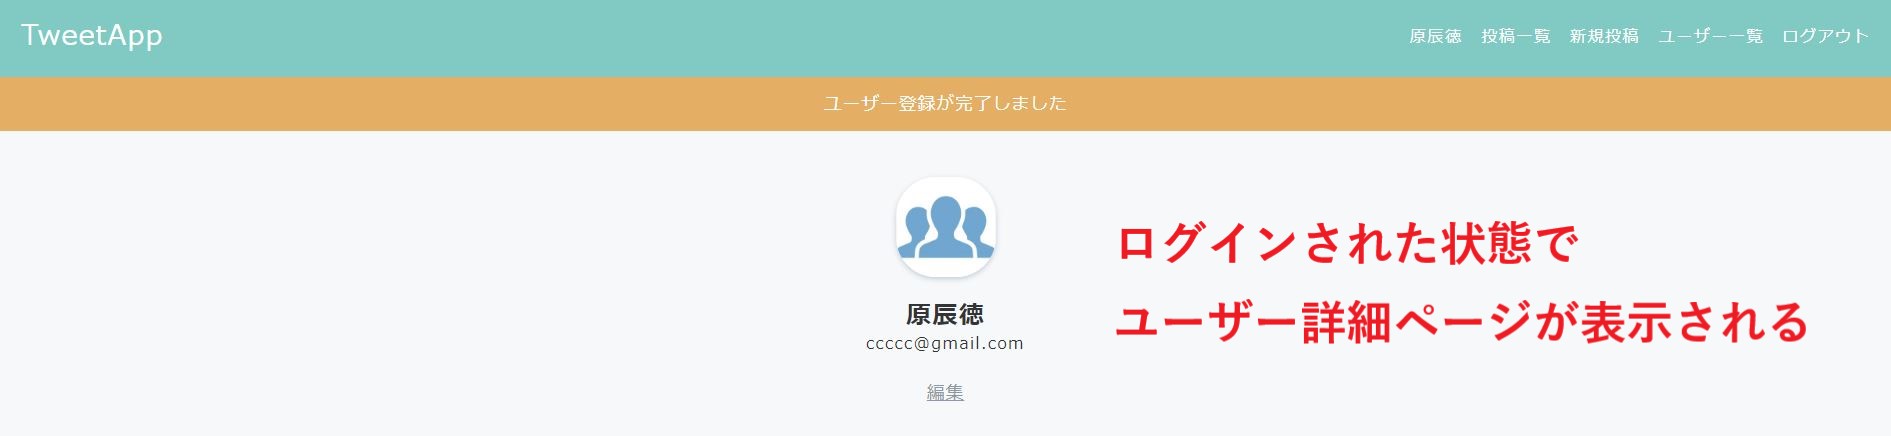 TweetApp
原辰徳 投稿一覧 新規投稿 ユーザー一覧 ログアウト
ユーザー登録が完了しました
ログインされた状態で
ユーザー詳細ページが表示される
原辰徳
ccccc@gmail.com
編集